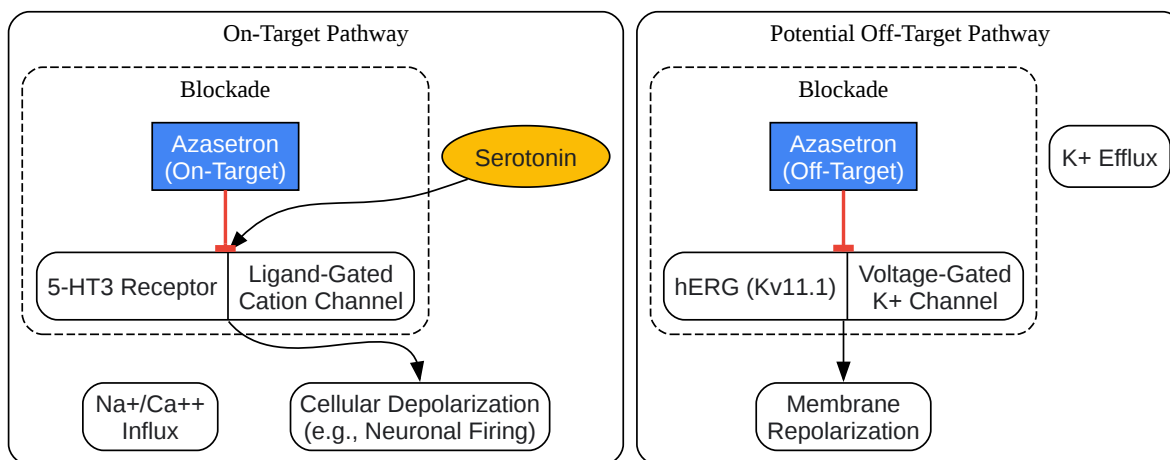 On-Target Pathway
Blockade
Azasetron
(On-Target)
Serotonin
5-HT3 Receptor
Ligand-Gated
Cation Channel
Na+/Ca++
Influx
Cellular Depolarization
(e.g., Neuronal Firing)
Potential Off-Target Pathway
Blockade
Azasetron
(Off-Target)
K+ Efflux
hERG (Kv11.1)
Voltage-Gated
K+ Channel
Membrane
Repolarization